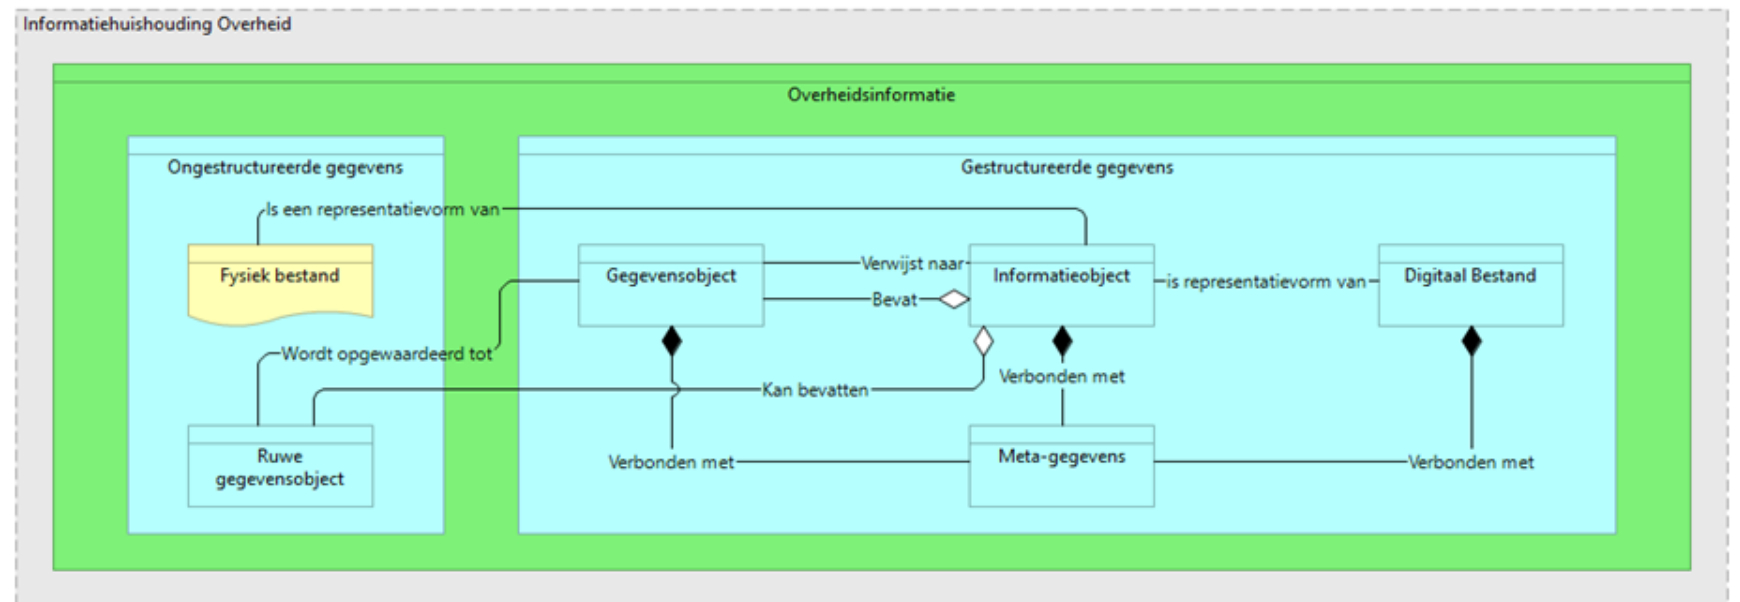 Informatiehuishouding Overheid
Overheidsinformatie
Ongestructureerde gegevens
Gestructureerde gegevens
Is een representatievorm van
Fysiek bestand
Gegevensobject
Verwijst naar
Informatieobject
is representatievorm van
Digitaal Bestand
Bevat
Wordt opgewaardeerd tot
Kan bevatten
Verbonden met
Ruwe
gegevensobject
Verbonden met
Meta-gegevens
Verbonden met